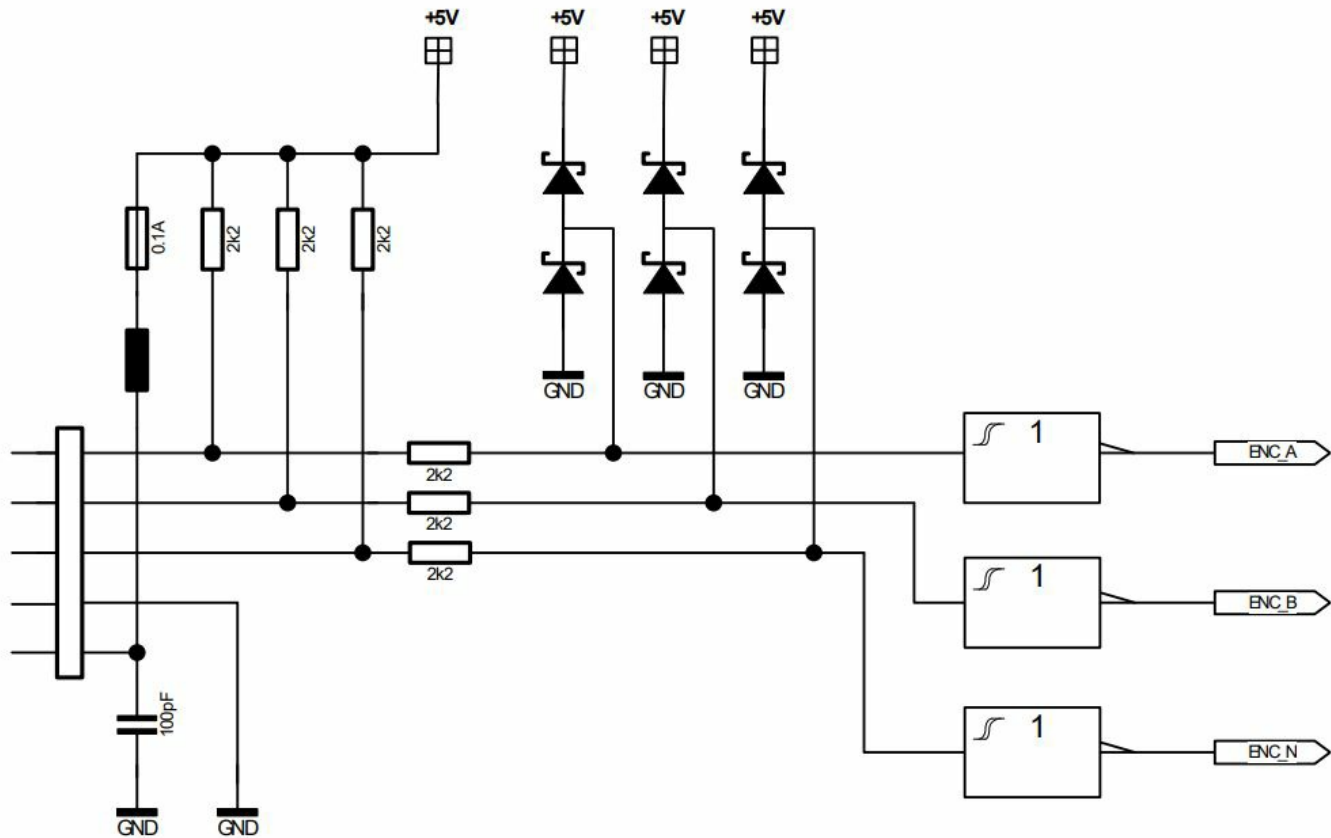 +5V
+5V
+5V
+5V
0.1A
2k2
2k2
2k2
GND
GND
GND
1
ENC_A
2k2
2k2
2k2
1
ENC_B
100pF
1
ENC_N
GND
GND